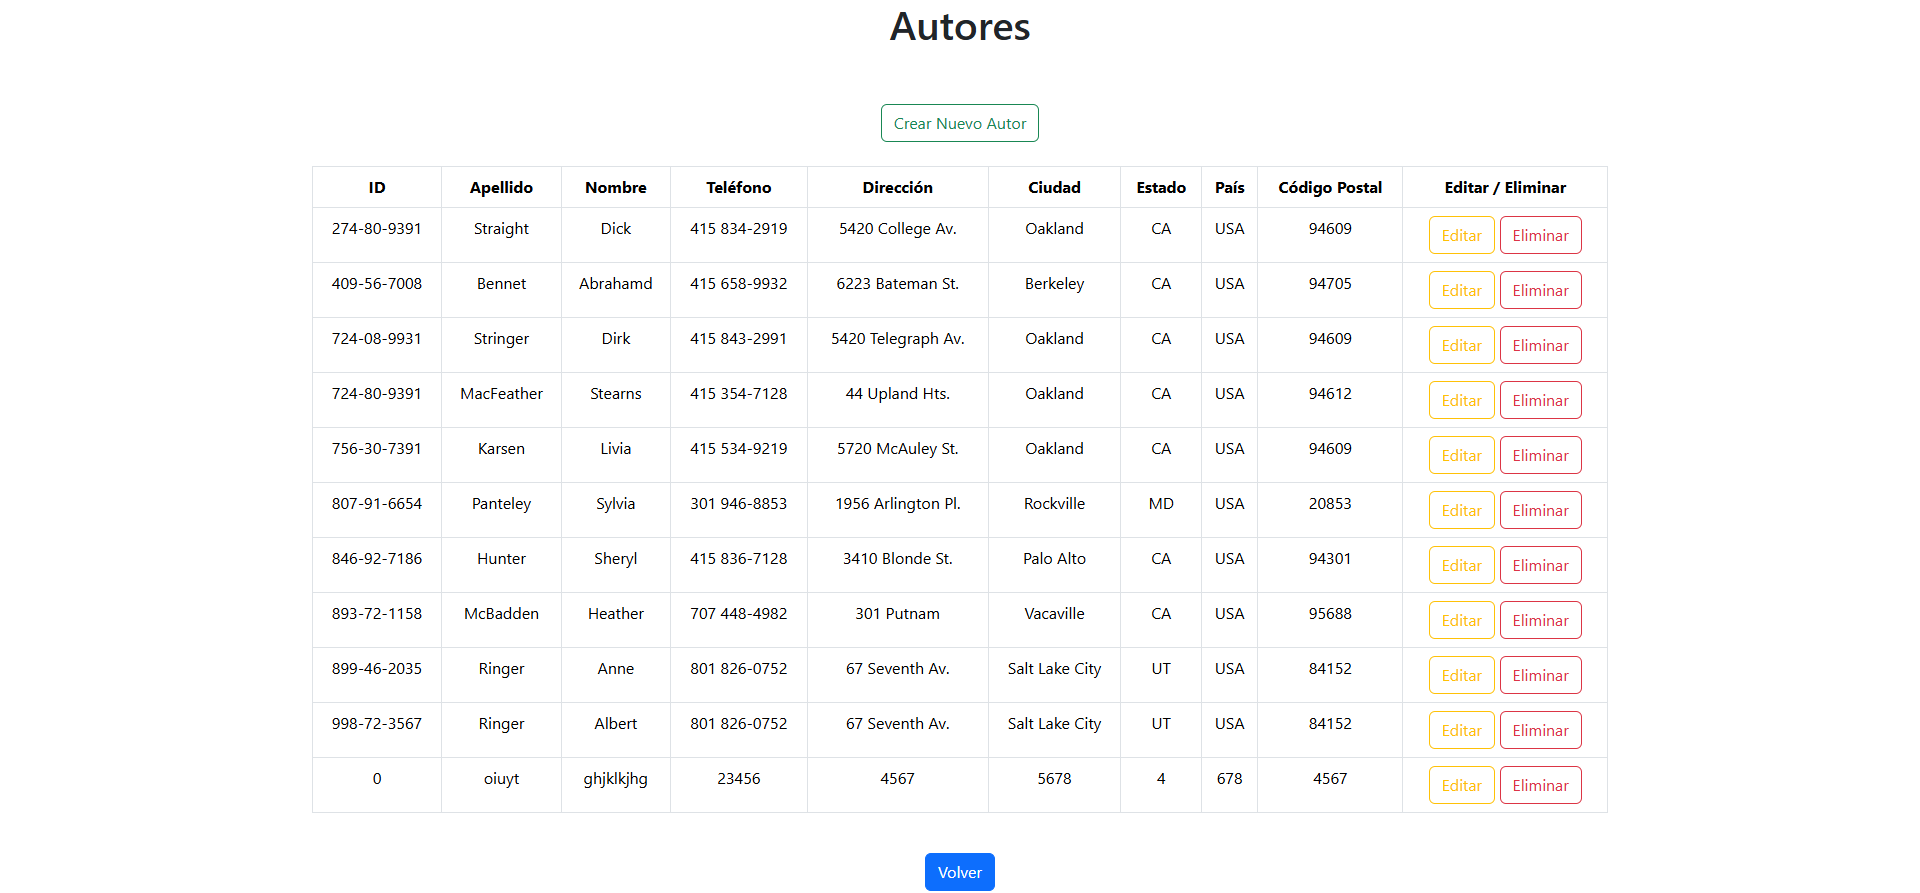 Autores
Crear Nuevo Autor
ID Apellido Nombre Teléfono Dirección Ciudad Estado País Código Postal Editar / Eliminar
274-80-9391 Straight Dick 415 834-2919 5420 College Av. Oakland CA USA 94609 Editar Eliminar
409-56-7008 Bennet Abrahamd 415 658-9932 6223 Bateman St. Berkeley CA USA 94705 Editar Eliminar
724-08-9931 Stringer Dirk 415 843-2991 5420 Telegraph Av. Oakland CA USA 94609 Editar Eliminar
724-80-9391 MacFeather Stearns 415 354-7128 44 Upland Hts. Oakland CA USA 94612 Editar Eliminar
756-30-7391 Karsen Livia 415 534-9219 5720 McAuley St. Oakland CA USA 94609 Editar Eliminar
807-91-6654 Panteley Sylvia 301 946-8853 1956 Arlington Pl. Rockville MD USA 20853 Editar Eliminar
846-92-7186 Hunter Sheryl 415 836-7128 3410 Blonde St. Palo Alto CA USA 94301 Editar Eliminar
893-72-1158 McBadden Heather 707 448-4982 301 Putnam Vacaville CA USA 95688 Editar Eliminar
899-46-2035 Ringer Anne 801 826-0752 67 Seventh Av. Salt Lake City UT USA 84152 Editar Eliminar
998-72-3567 Ringer Albert 801 826-0752 67 Seventh Av. Salt Lake City UT USA 84152 Editar Eliminar
0 oiuyt ghjklkjhg 23456 4567 5678 4 678 4567 Editar Eliminar
Volver